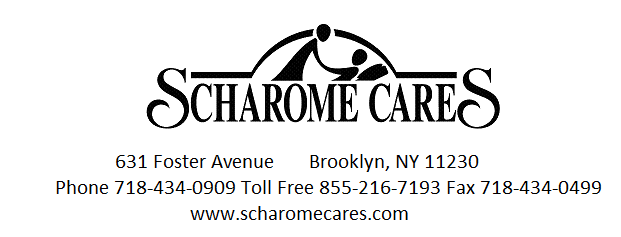 SCHAROME CARES
631 Foster Avenue Brooklyn, NY 11230
Phone 718-434-0909 Toll Free 855-216-7193 Fax 718-434-0499
www.scharomecares.com